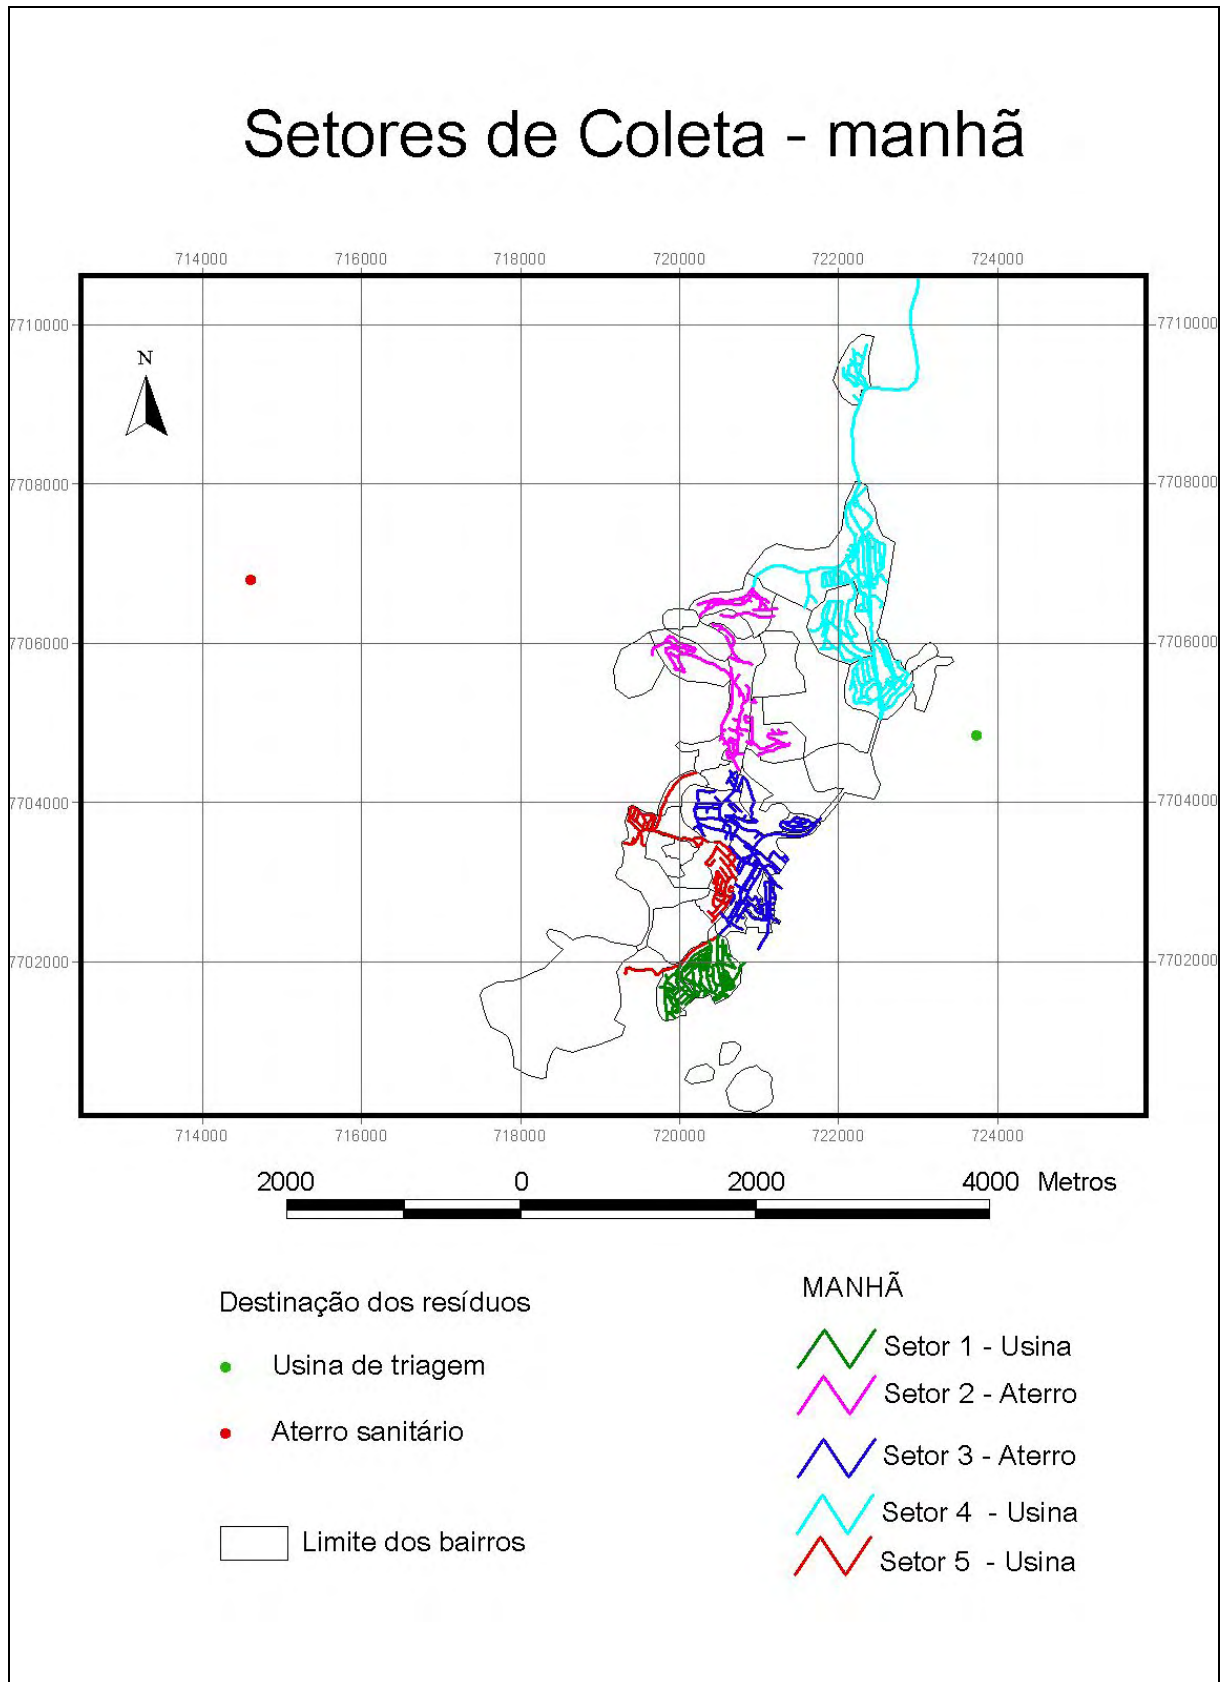 Setores de Coleta - manhã
714000 716000 718000 720000 722000 724000
7710000 7710000
N
7708000 7708000
7706000 7706000
7704000 7704000
7702000 7702000
714000 716000 718000 720000 722000 724000
2000 0 2000 4000 Metros
Destinação dos resíduos
Usina de triagem
Aterro sanitário
Limite dos bairros
MANHÃ
Setor 1 - Usina
Setor 2 - Aterro
Setor 3 - Aterro
Setor 4 - Usina
Setor 5 - Usina